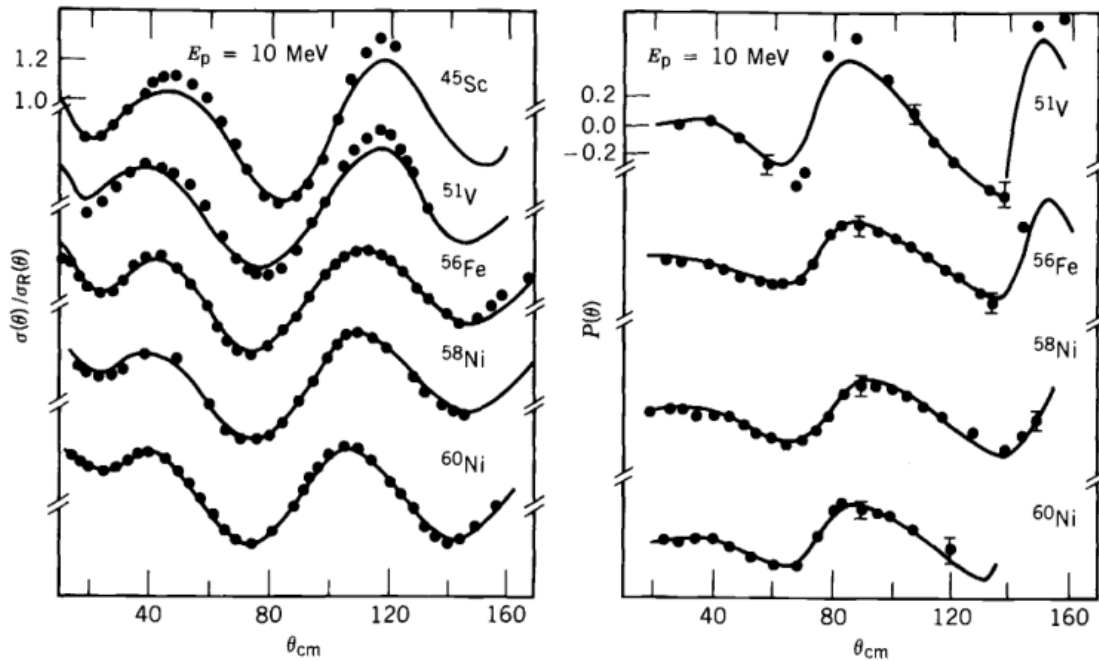 E_p = 10 MeV
1.2
1.0
⁴⁵Sc
⁵¹V
⁵⁶Fe
⁵⁸Ni
⁶⁰Ni
σ(θ)/σ_R(θ)
40 80 120 160
θ_cm
E_p = 10 MeV
0.2
0.0
−0.2
⁵¹V
⁵⁶Fe
⁵⁸Ni
⁶⁰Ni
P(θ)
40 80 120 160
θ_cm